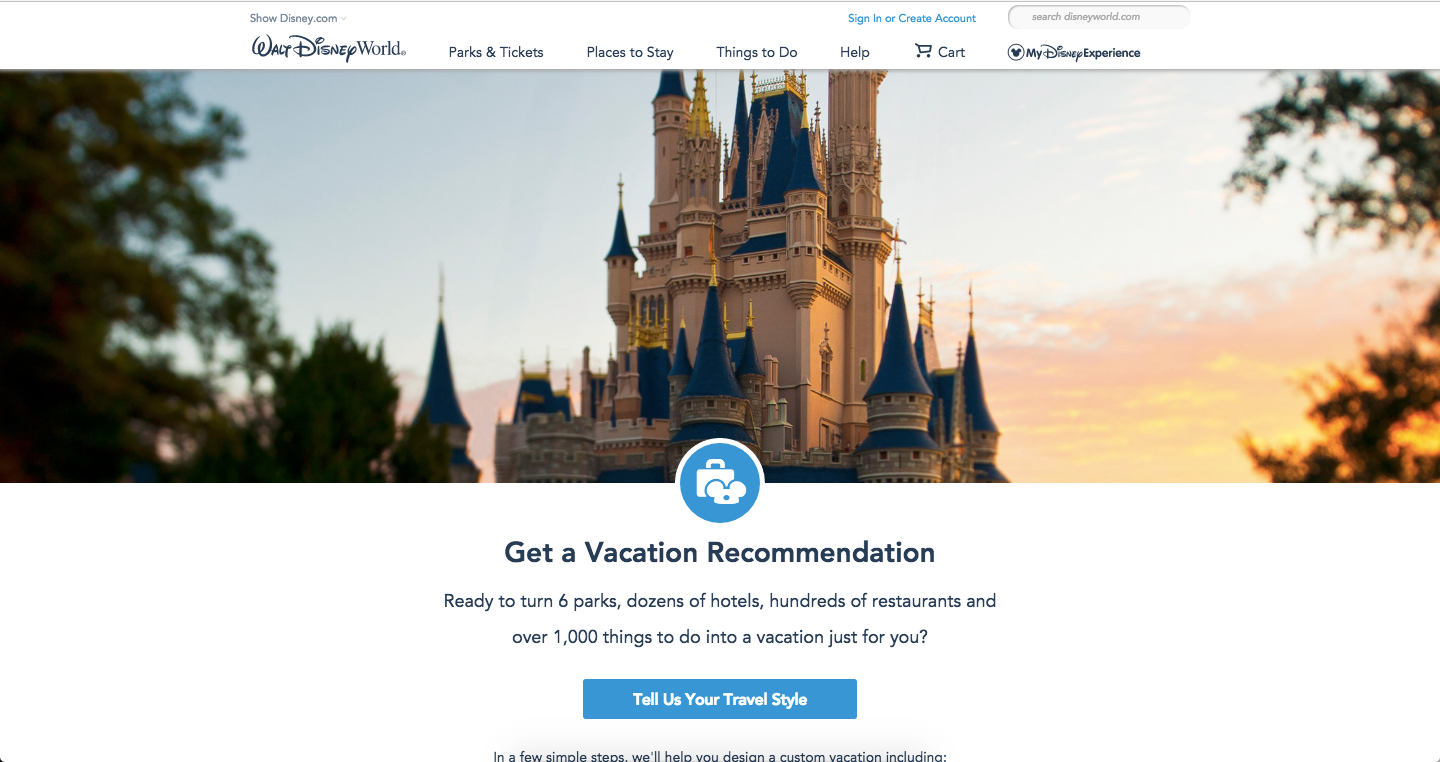 Show Disney.com
Sign In or Create Account
search disneyworld.com
WALT DISNEY World®
Parks & Tickets
Places to Stay
Things to Do
Help
Cart
My Disney Experience
Get a Vacation Recommendation
Ready to turn 6 parks, dozens of hotels, hundreds of restaurants and
over 1,000 things to do into a vacation just for you?
Tell Us Your Travel Style
In a few simple steps, we'll help you design a custom vacation including: